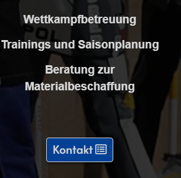 Wettkampfbetreuung
Trainings und Saisonplanung
Beratung zur
Materialbeschaffung
Kontakt